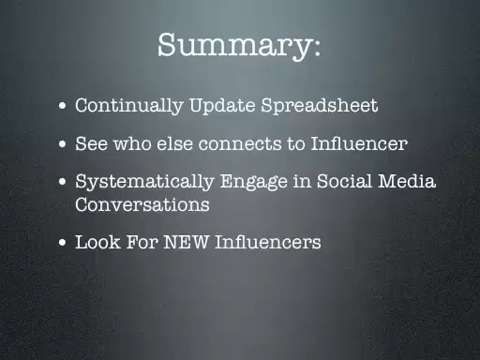 Summary:
• Continually Update Spreadsheet
• See who else connects to Influencer
• Systematically Engage in Social Media
Conversations
• Look For NEW Influencers